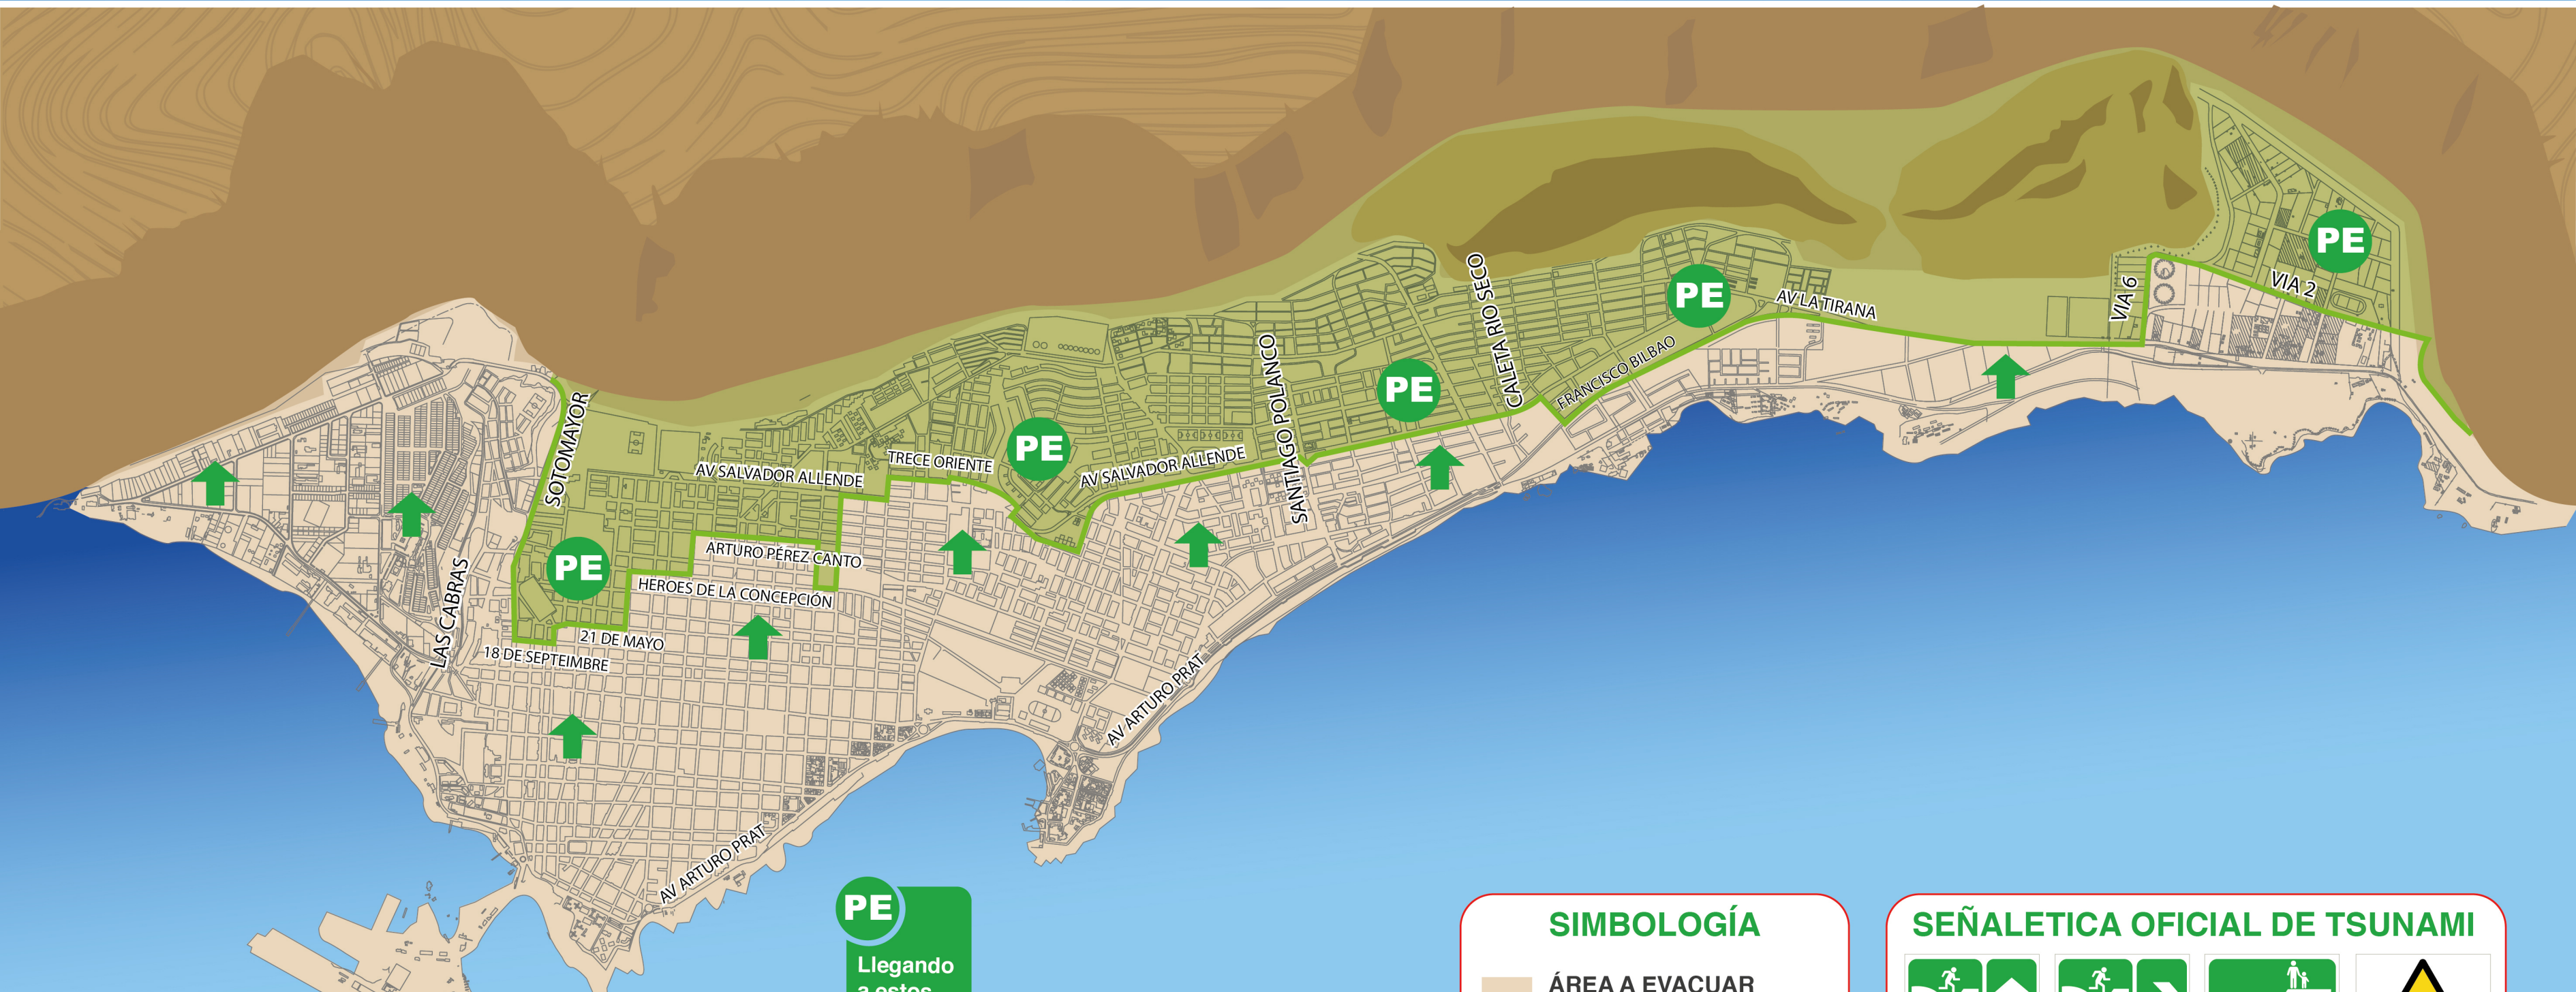 PE
VIA 2
VIA 6
PE
AV LA TIRANA
CALETA RIO SECO
FRANCISCO BILBAO
PE
SANTIAGO POLANCO
AV SALVADOR ALLENDE
PE
TRECE ORIENTE
AV SALVADOR ALLENDE
SOTOMAYOR
ARTURO PÉREZ CANTO
PE
HEROES DE LA CONCEPCIÓN
LAS CABRAS
21 DE MAYO
18 DE SEPTEIMBRE
AV ARTURO PRAT
AV ARTURO PRAT
PE
Llegando
a estos
SIMBOLOGÍA
ÁREA A EVACUAR
SEÑALETICA OFICIAL DE TSUNAMI